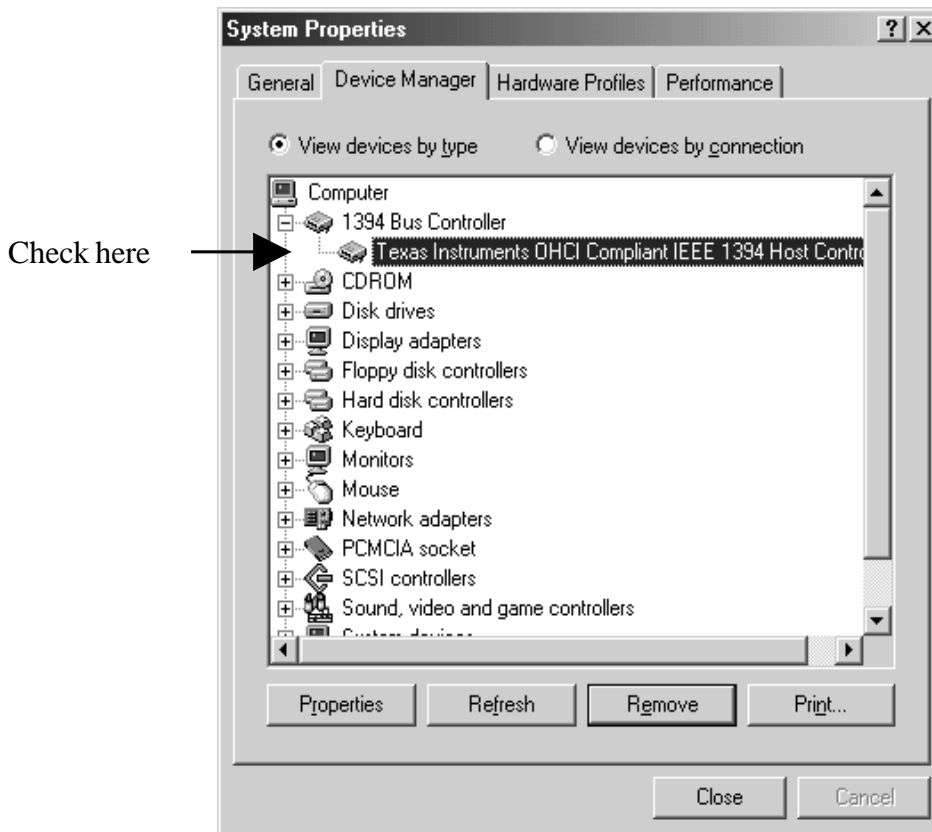 System Properties
General Device Manager Hardware Profiles Performance
View devices by type View devices by connection
Computer
1394 Bus Controller
Check here
Texas Instruments OHCI Compliant IEEE 1394 Host Contro
CDROM
Disk drives
Display adapters
Floppy disk controllers
Hard disk controllers
Keyboard
Monitors
Mouse
Network adapters
PCMCIA socket
SCSI controllers
Sound, video and game controllers
System devices
Properties Refresh Remove Print...
Close Cancel